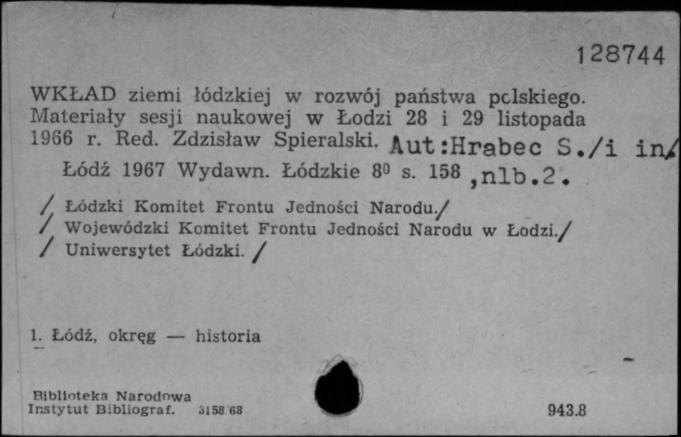 128744
WKŁAD ziemi łódzkiej w rozwój państwa pclskiego.
Materiały sesji naukowej w Łodzi 28 i 29 listopada
1966 r. Red. Zdzisław Spieralski. Aut:Hrabec S./i in/
Łódź 1967 Wydawn. Łódzkie 8⁰ s. 158 ,nlb.2.
/ Łódzki Komitet Frontu Jedności Narodu./
/ Wojewódzki Komitet Frontu Jedności Narodu w Łodzi./
/ Uniwersytet Łódzki. /
1. Łódź, okręg — historia
Biblioteka Narodowa
Instytut Bibliograf. 3158/68
943.8